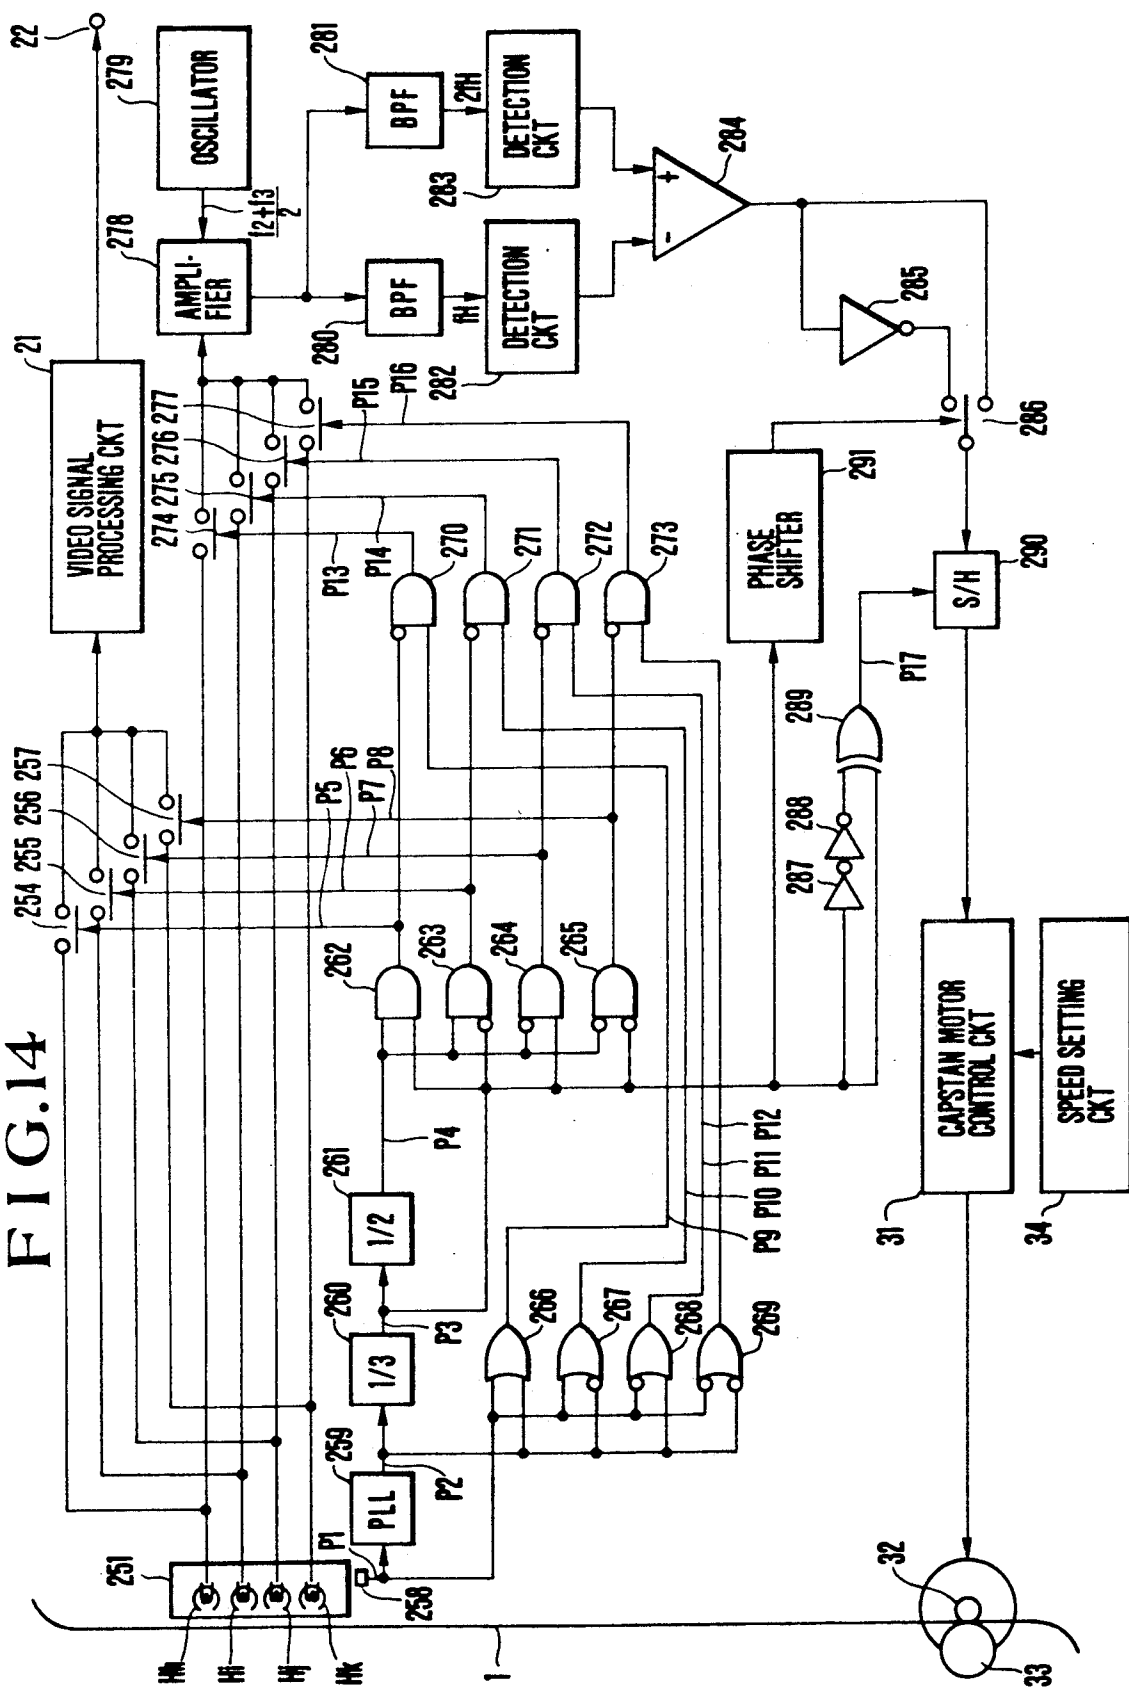 FIG.14
22
279
OSCILLATOR
281
BPF
2fH
DETECTION
CKT
283
284
278
f2+f3
2
AMPLI-
FIER
280
BPF
fH
DETECTION
CKT
282
+
-
285
286
21
VIDEO SIGNAL
PROCESSING CKT
274
275
276
277
P13
P14
P15
P16
270
271
272
273
PHASE
SHIFTER
291
S/H
290
P17
289
288
287
254
255
256
257
P5
P6
P7
P8
262
263
264
265
P4
261
1/2
260
1/3
P3
259
PLL
P2
P1
258
251
Hh
Hi
Hj
Hk
266
267
268
269
P9
P10
P11
P12
CAPSTAN MOTOR
CONTROL CKT
31
SPEED SETTING
CKT
34
1
32
33